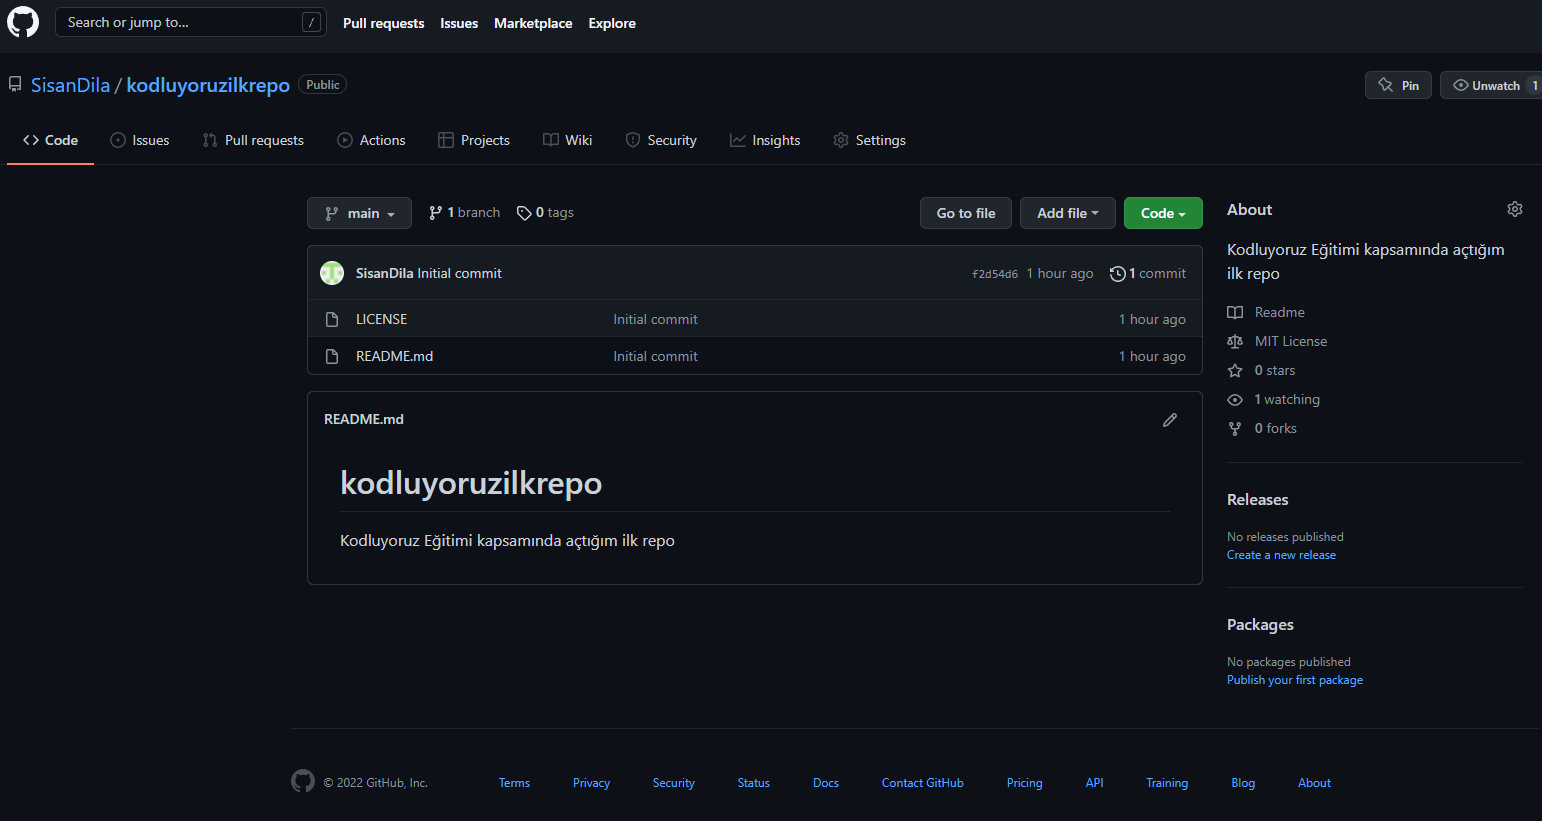 Search or jump to... /
Pull requests Issues Marketplace Explore
SisanDila / kodluyoruzilkrepo Public
Pin Unwatch 1
Code Issues Pull requests Actions Projects Wiki Security Insights Settings
main 1 branch 0 tags Go to file Add file Code
SisanDila Initial commit f2d54d6 1 hour ago 1 commit
LICENSE Initial commit 1 hour ago
README.md Initial commit 1 hour ago
README.md
kodluyoruzilkrepo
Kodluyoruz Eğitimi kapsamında açtığım ilk repo
About
Kodluyoruz Eğitimi kapsamında açtığım
ilk repo
Readme
MIT License
0 stars
1 watching
0 forks
Releases
No releases published
Create a new release
Packages
No packages published
Publish your first package
© 2022 GitHub, Inc. Terms Privacy Security Status Docs Contact GitHub Pricing API Training Blog About